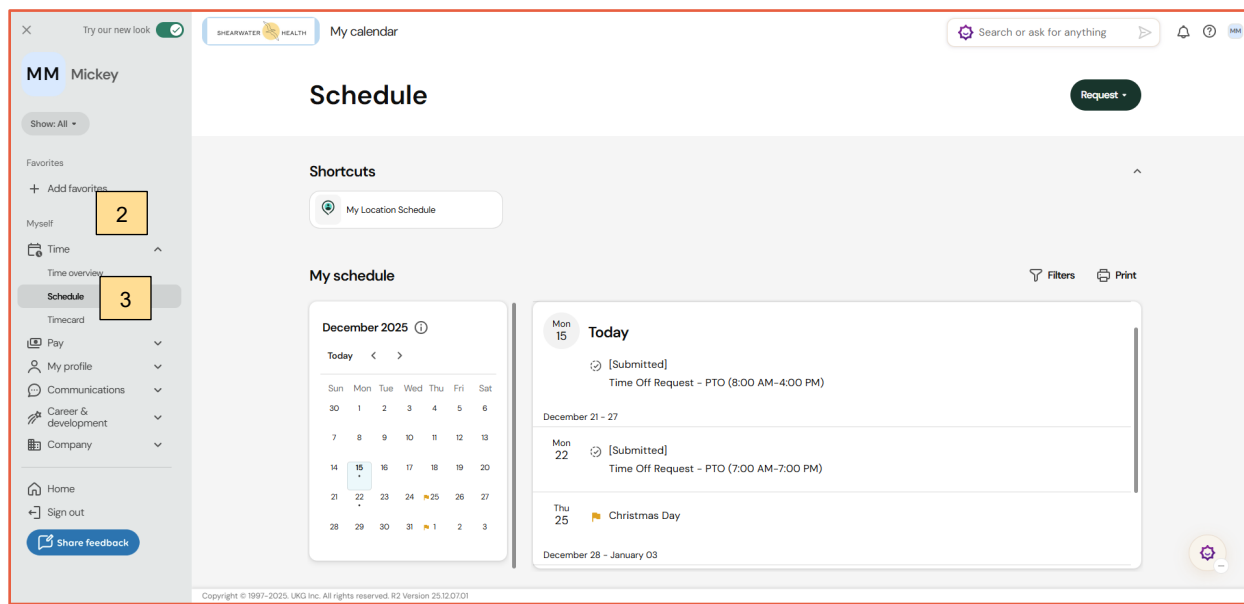 Try our new look
SHEARWATER HEALTH
My calendar
Search or ask for anything
MM
MM Mickey
Schedule
Request
Show: All
Favorites
Add favorites
2
Myself
Time
Time overview
Schedule
3
Timecard
Pay
My profile
Communications
Career &
development
Company
Home
Sign out
Share feedback
Shortcuts
My Location Schedule
My schedule
Filters
Print
December 2025
Today < >
Sun Mon Tue Wed Thu Fri Sat
30 1 2 3 4 5 6
7 8 9 10 11 12 13
14 15 16 17 18 19 20
21 22 23 24 25 26 27
28 29 30 31 1 2 3
Mon
15
Today
[Submitted]
Time Off Request - PTO (8:00 AM-4:00 PM)
December 21 - 27
Mon
22
[Submitted]
Time Off Request - PTO (7:00 AM-7:00 PM)
Thu
25
Christmas Day
December 28 - January 03
Copyright © 1997-2025. UKG Inc. All rights reserved. R2 Version 25.12.07.01